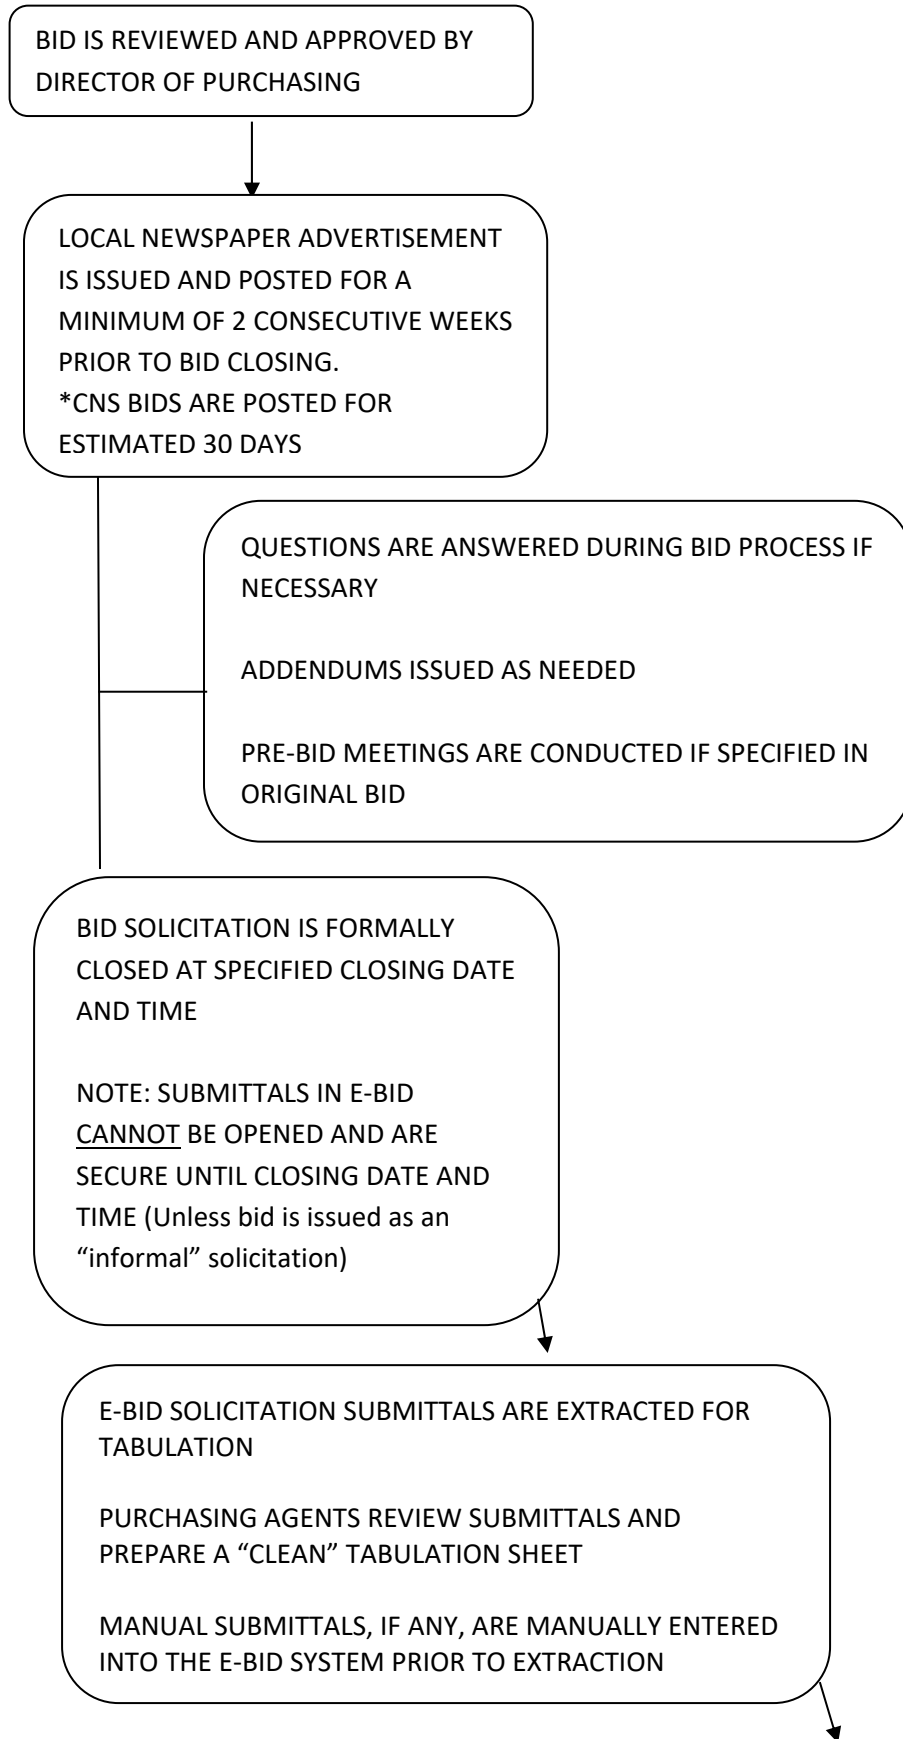 BID IS REVIEWED AND APPROVED BY
DIRECTOR OF PURCHASING
LOCAL NEWSPAPER ADVERTISEMENT
IS ISSUED AND POSTED FOR A
MINIMUM OF 2 CONSECUTIVE WEEKS
PRIOR TO BID CLOSING.
*CNS BIDS ARE POSTED FOR
ESTIMATED 30 DAYS
QUESTIONS ARE ANSWERED DURING BID PROCESS IF
NECESSARY
ADDENDUMS ISSUED AS NEEDED
PRE-BID MEETINGS ARE CONDUCTED IF SPECIFIED IN
ORIGINAL BID
BID SOLICITATION IS FORMALLY
CLOSED AT SPECIFIED CLOSING DATE
AND TIME
NOTE: SUBMITTALS IN E-BID
CANNOT BE OPENED AND ARE
SECURE UNTIL CLOSING DATE AND
TIME (Unless bid is issued as an
“informal” solicitation)
E-BID SOLICITATION SUBMITTALS ARE EXTRACTED FOR
TABULATION
PURCHASING AGENTS REVIEW SUBMITTALS AND
PREPARE A “CLEAN” TABULATION SHEET
MANUAL SUBMITTALS, IF ANY, ARE MANUALLY ENTERED
INTO THE E-BID SYSTEM PRIOR TO EXTRACTION